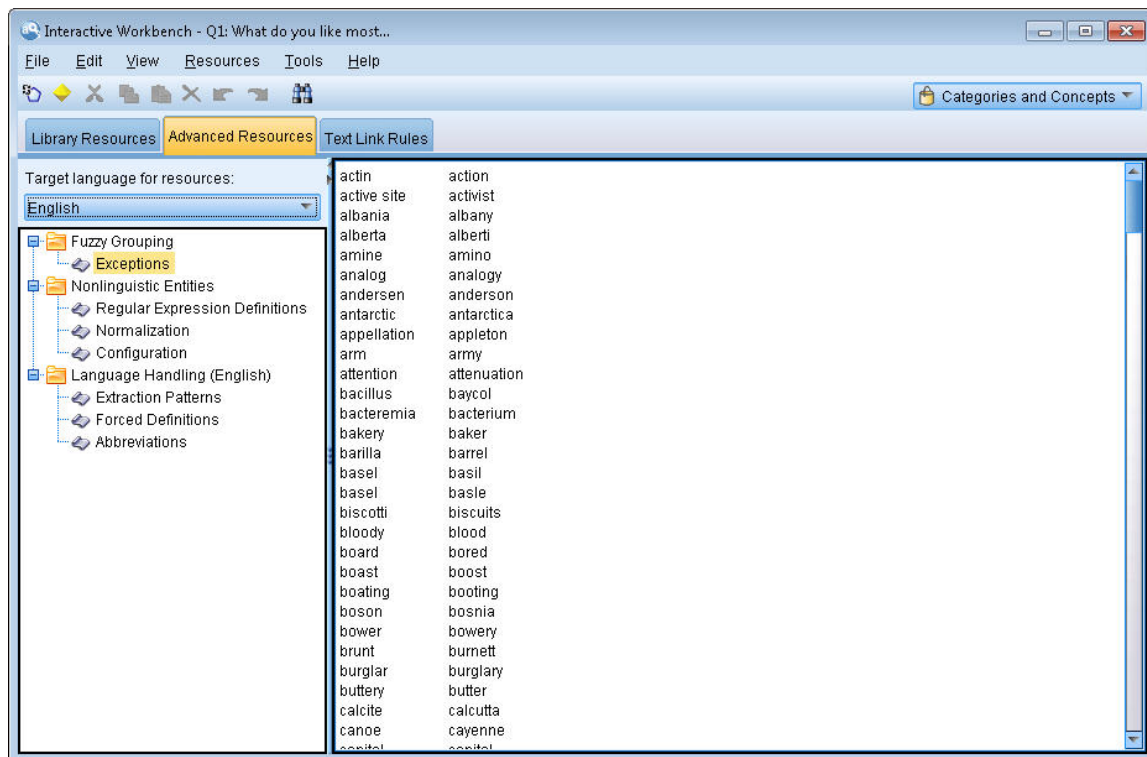 Interactive Workbench - Q1: What do you like most...
File Edit View Resources Tools Help
Categories and Concepts
Library Resources Advanced Resources Text Link Rules
Target language for resources:
English
Fuzzy Grouping
Exceptions
Nonlinguistic Entities
Regular Expression Definitions
Normalization
Configuration
Language Handling (English)
Extraction Patterns
Forced Definitions
Abbreviations
actin action
active site activist
albania albany
alberta alberti
amine amino
analog analogy
andersen anderson
antarctic antarctica
appellation appleton
arm army
attention attenuation
bacillus baycol
bacteremia bacterium
bakery baker
barilla barrel
basel basil
basel basle
biscotti biscuits
bloody blood
board bored
boast boost
boating booting
boson bosnia
bower bowery
brunt burnett
burglar burglary
buttery butter
calcite calcutta
canoe cayenne